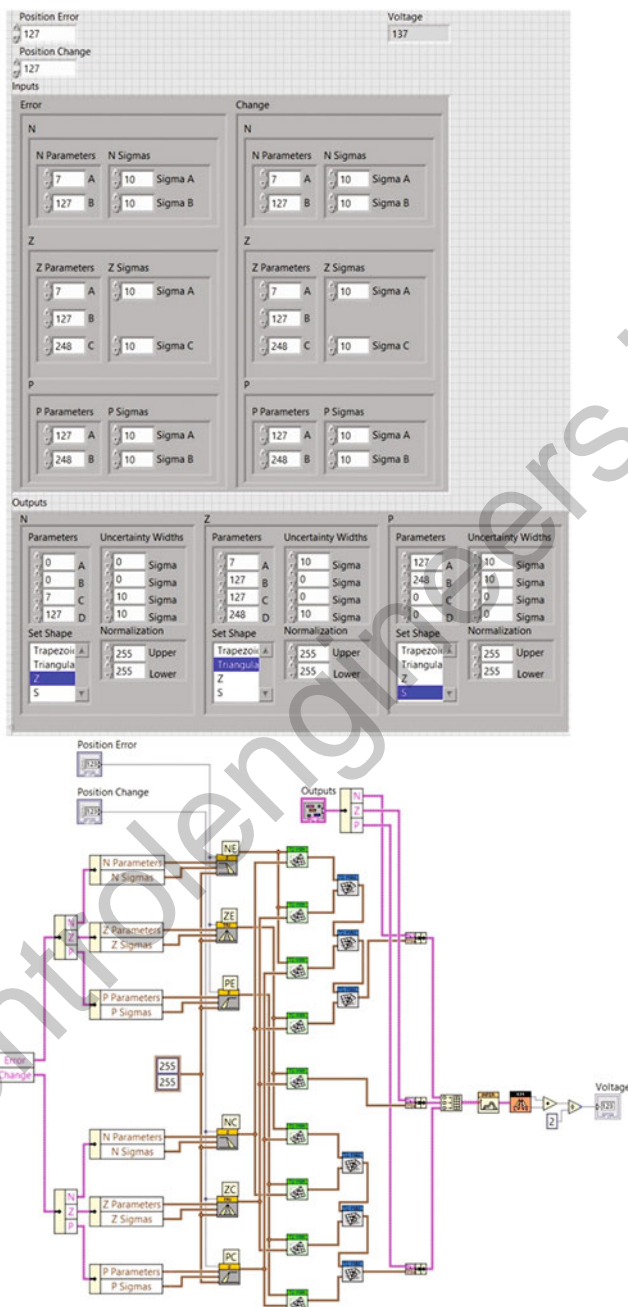 Position Error
127
Voltage
137
Position Change
127
Inputs
Error
Change
N
N Parameters N Sigmas
7 A 10 Sigma A
127 B 10 Sigma B
Z
Z Parameters Z Sigmas
7 A 10 Sigma A
127 B
248 C 10 Sigma C
P
P Parameters P Sigmas
127 A 10 Sigma A
248 B 10 Sigma B
N
N Parameters N Sigmas
7 A 10 Sigma A
127 B 10 Sigma B
Z
Z Parameters Z Sigmas
7 A 10 Sigma A
127 B
248 C 10 Sigma C
P
P Parameters P Sigmas
127 A 10 Sigma A
248 B 10 Sigma B
Outputs
N
Parameters Uncertainty Widths
0 A 0 Sigma
0 B 0 Sigma
7 C 10 Sigma
127 D 10 Sigma
Set Shape Normalization
Trapezoi 255 Upper
Triangula 255 Lower
Z
S
Z
Parameters Uncertainty Widths
7 A 10 Sigma
127 B 0 Sigma
127 C 0 Sigma
248 D 10 Sigma
Set Shape Normalization
Trapezoi 255 Upper
Triangula 255 Lower
Z
S
P
Parameters Uncertainty Widths
127 A 10 Sigma
248 B 10 Sigma
0 C 0 Sigma
0 D 0 Sigma
Set Shape Normalization
Trapezoi 255 Upper
Triangula 255 Lower
Z
S
Position Error
Position Change
Outputs
N
Z
P
N Parameters
N Sigmas
NE
N
Z
P
Z Parameters
Z Sigmas
ZE
P Parameters
P Sigmas
PE
Error
Change
255
255
Voltage
2
N Parameters
N Sigmas
NC
N
Z
P
Z Parameters
Z Sigmas
ZC
P Parameters
P Sigmas
PC
controlengineers